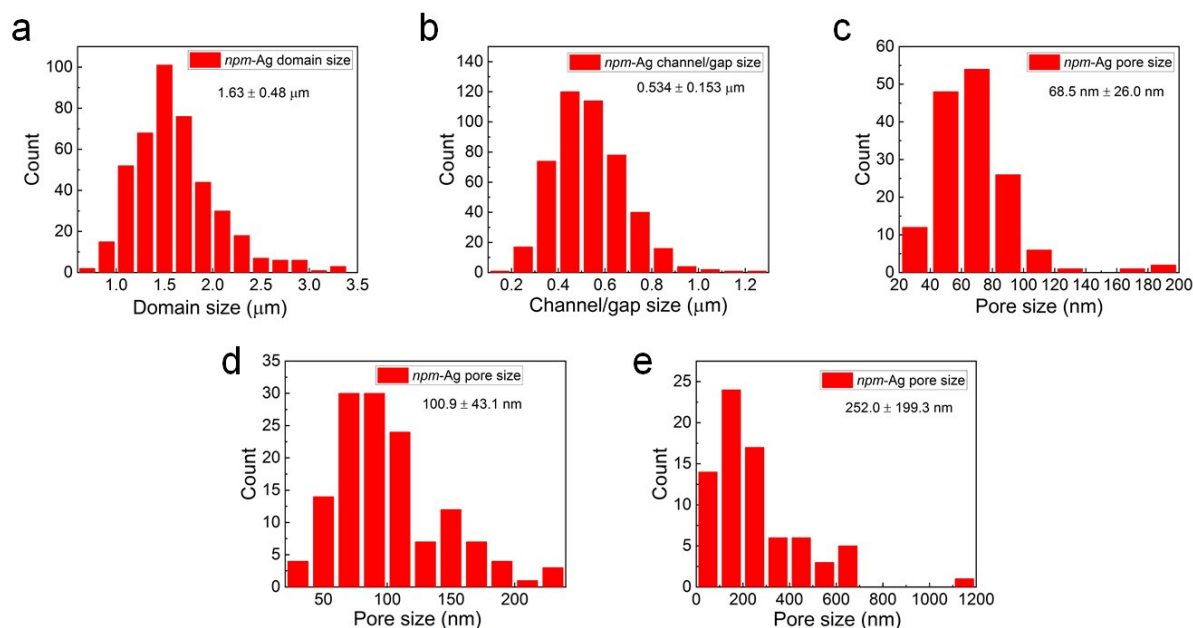 a
npm-Ag domain size
1.63 ± 0.48 μm
Count
100
80
60
40
20
0
1.0 1.5 2.0 2.5 3.0 3.5
Domain size (μm)
b
npm-Ag channel/gap size
0.534 ± 0.153 μm
Count
140
120
100
80
60
40
20
0
0.2 0.4 0.6 0.8 1.0 1.2
Channel/gap size (μm)
c
npm-Ag pore size
68.5 nm ± 26.0 nm
Count
60
50
40
30
20
10
0
20 40 60 80 100 120 140 160 180 200
Pore size (nm)
d
npm-Ag pore size
100.9 ± 43.1 nm
Count
35
30
25
20
15
10
5
0
50 100 150 200
Pore size (nm)
e
npm-Ag pore size
252.0 ± 199.3 nm
Count
25
20
15
10
5
0
0 200 400 600 800 1000 1200
Pore size (nm)